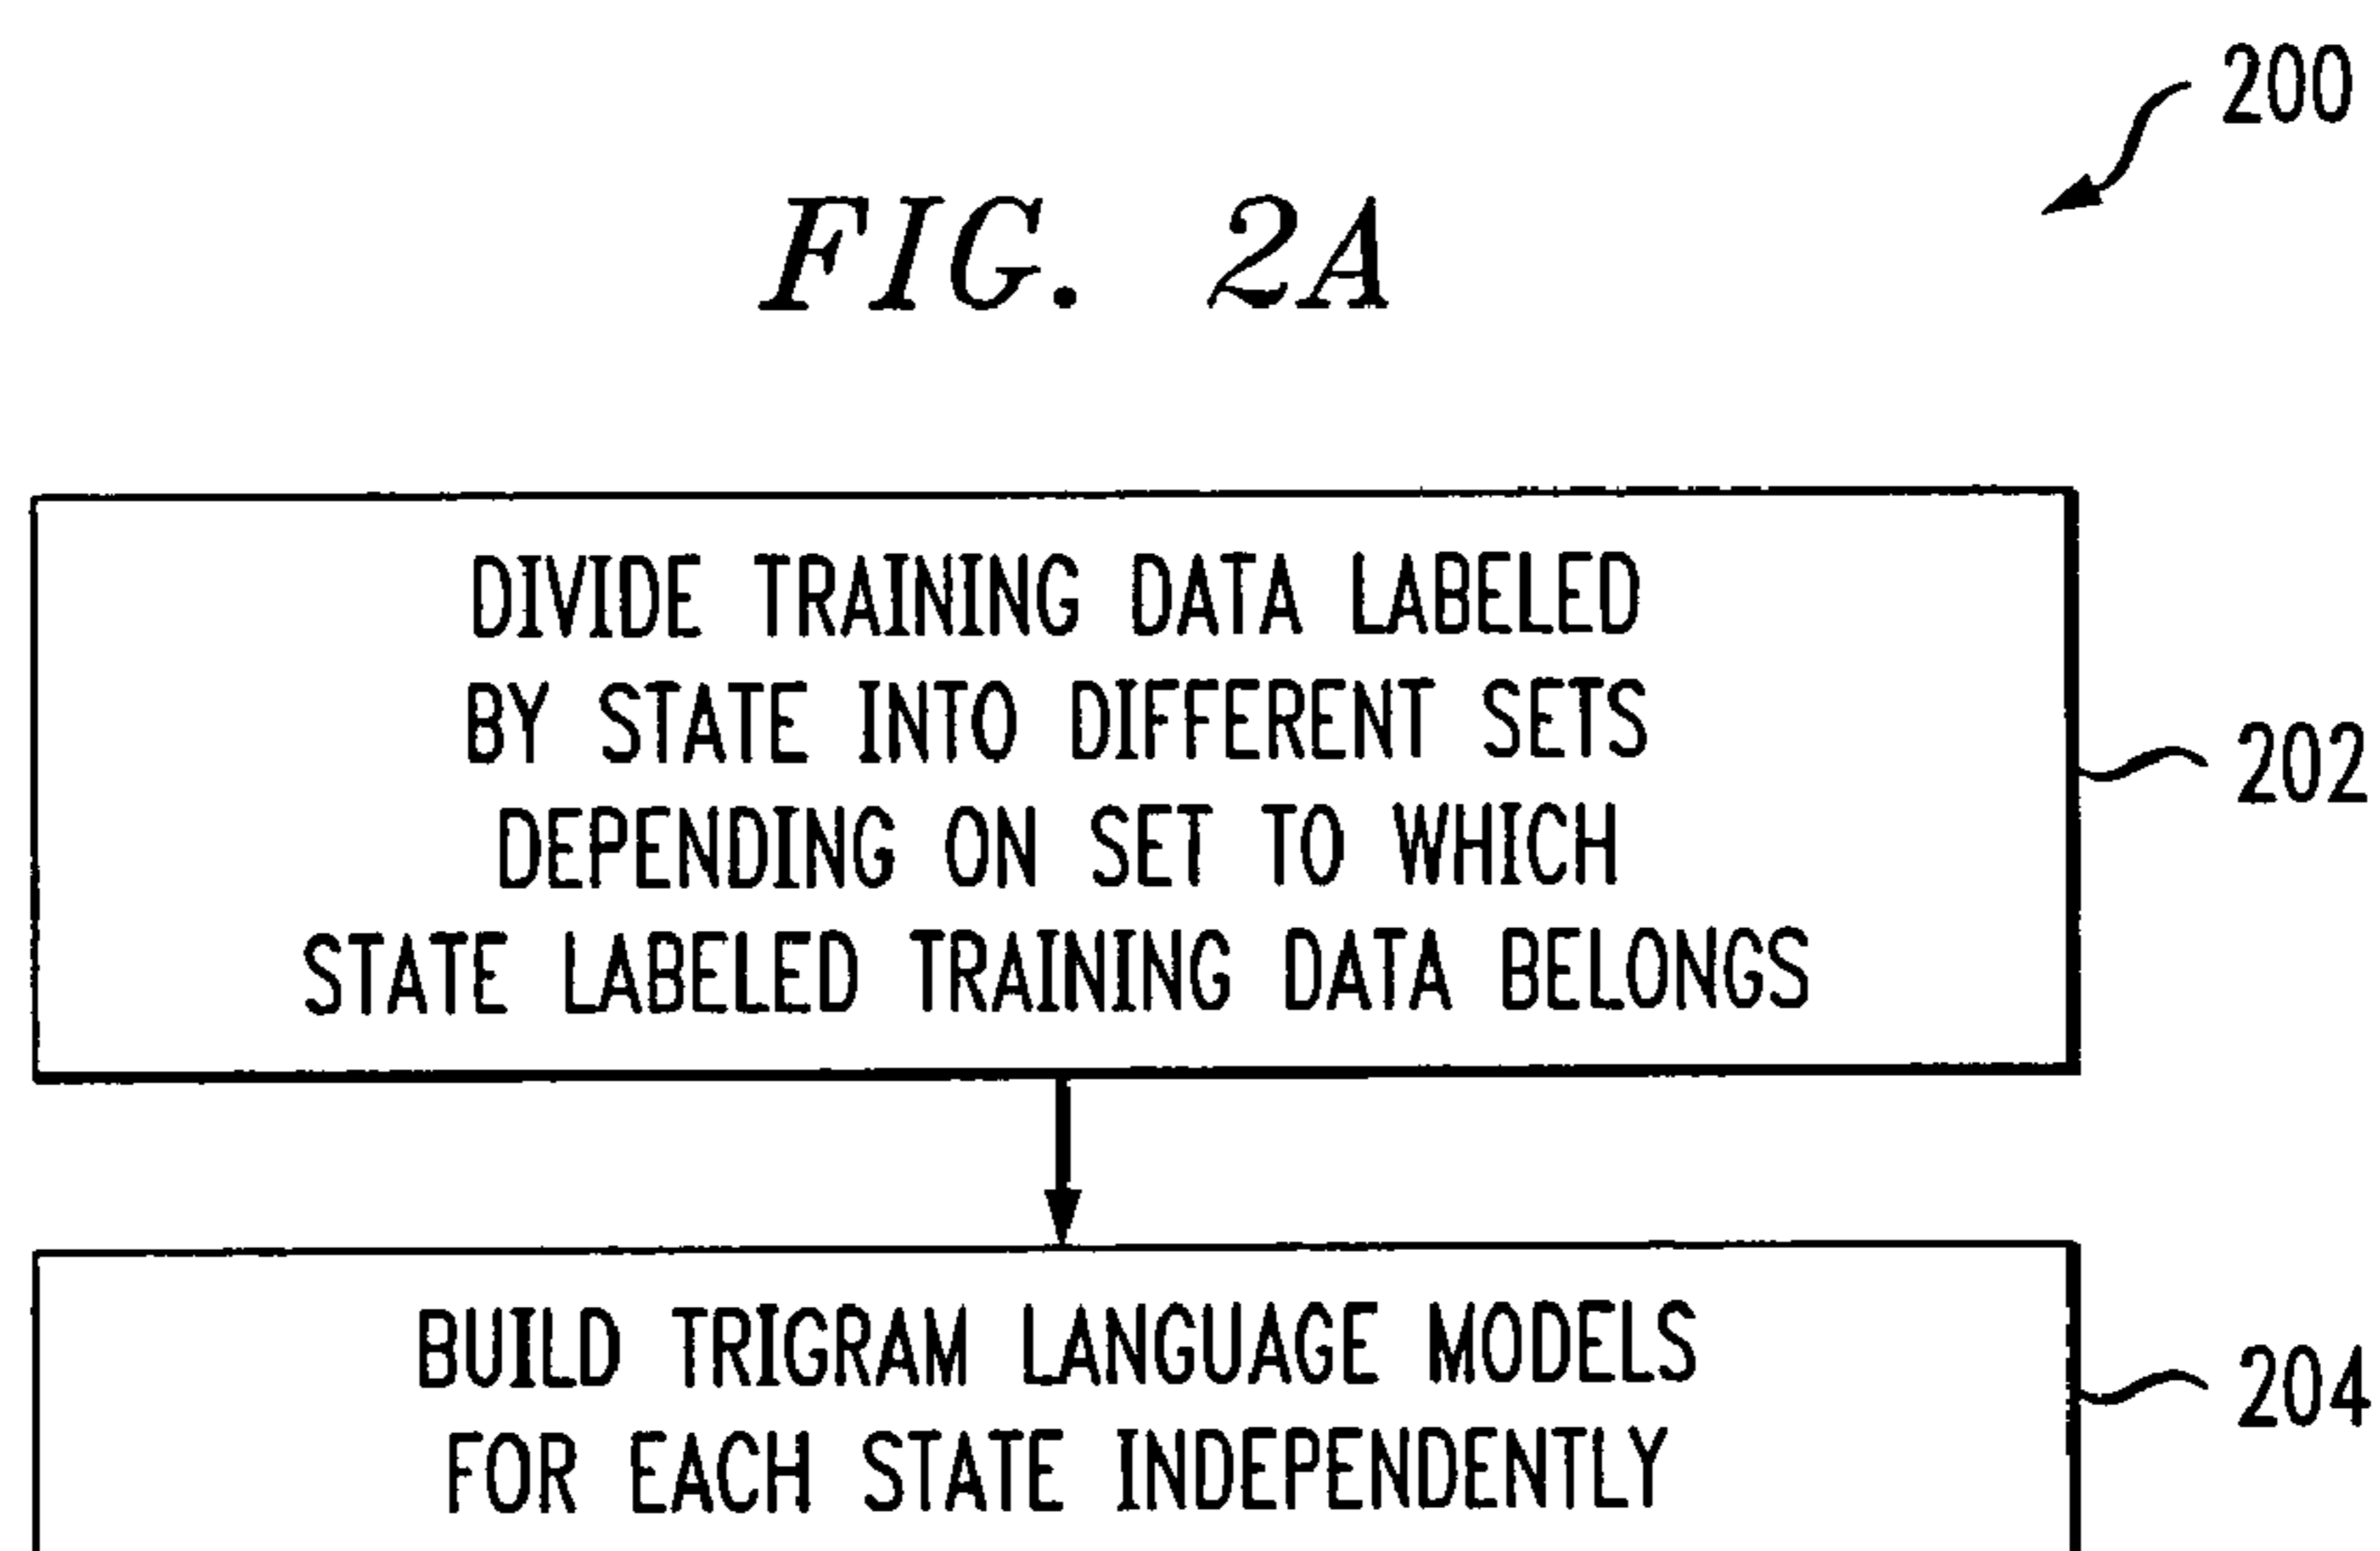 200
FIG. 2A
DIVIDE TRAINING DATA LABELED
BY STATE INTO DIFFERENT SETS
DEPENDING ON SET TO WHICH
STATE LABELED TRAINING DATA BELONGS
202
BUILD TRIGRAM LANGUAGE MODELS
FOR EACH STATE INDEPENDENTLY
204